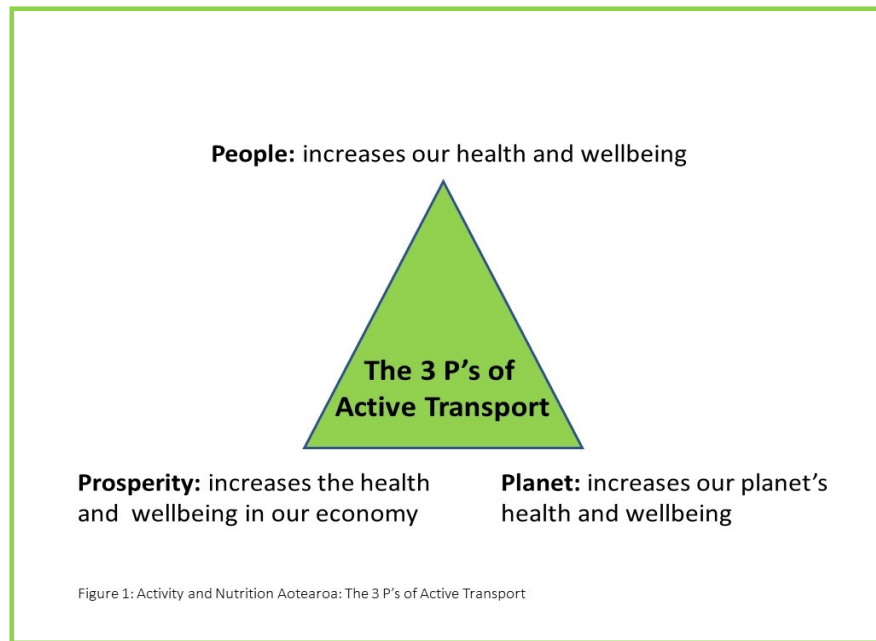 People: increases our health and wellbeing
The 3 P's of
Active Transport
Prosperity: increases the health
and wellbeing in our economy
Planet: increases our planet's
health and wellbeing
Figure 1: Activity and Nutrition Aotearoa: The 3 P's of Active Transport